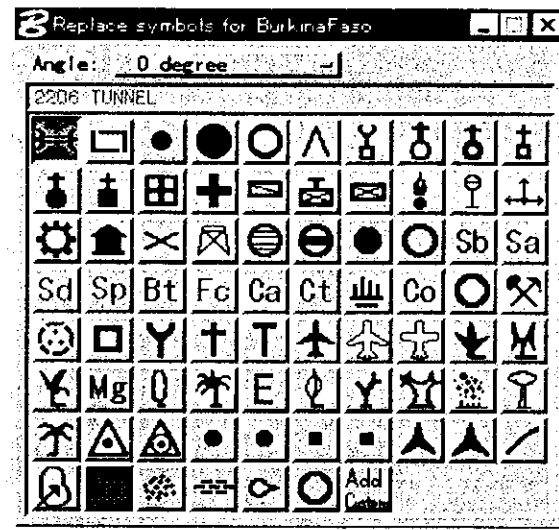 Replace symbols for BurkinaFaso
Angle: 0 degree
2206 TUNNEL
Sb Sa
Sd Sp Bt Fc Ca Ct Co
T
Mg E
Add
Custom